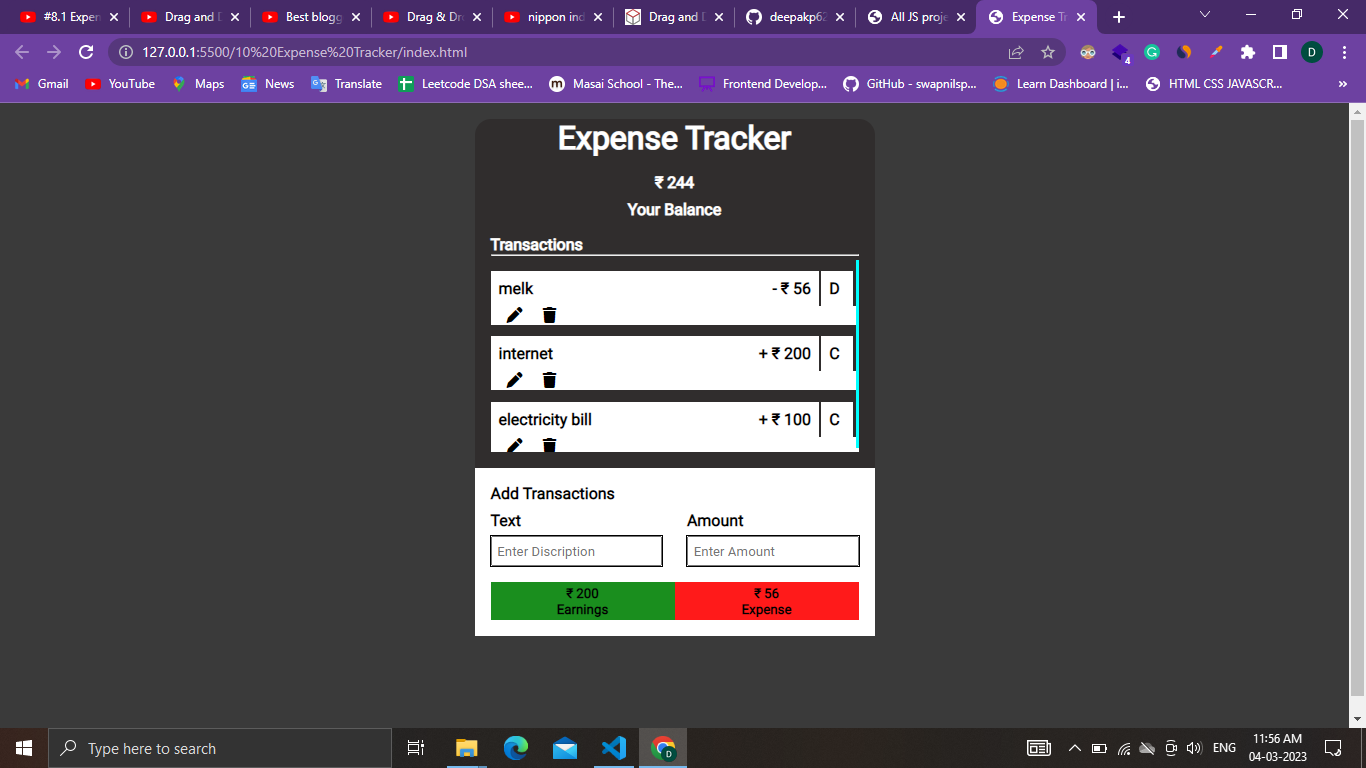 #8.1 Expen
Drag and D
Best blogg
Drag & Dr
nippon ind
Drag and D
deepakp62
All JS proje
Expense Tr
127.0.0.1:5500/10%20Expense%20Tracker/index.html
4
D
Gmail
YouTube
Maps
News
Translate
Leetcode DSA shee...
Masai School - The...
Frontend Develop...
GitHub - swapnilsp...
Learn Dashboard | i...
HTML CSS JAVASCR...
»
Expense Tracker
₹ 244
Your Balance
Transactions
melk - ₹ 56 D
internet + ₹ 200 C
electricity bill + ₹ 100 C
Add Transactions
Text Amount
Enter Discription Enter Amount
₹ 200 ₹ 56
Earnings Expense
Type here to search
D
ENG
11:56 AM
04-03-2023